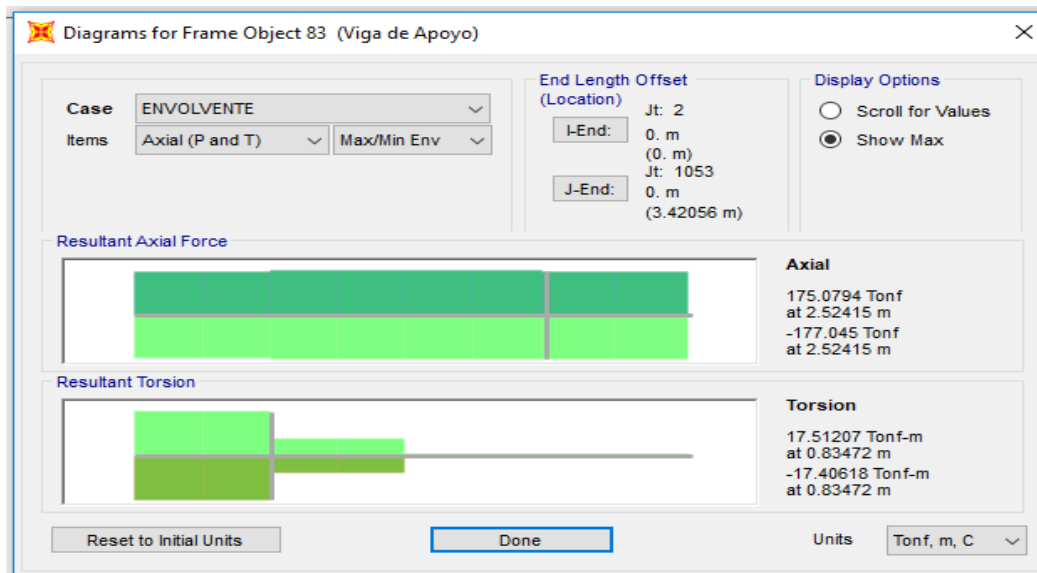 Diagrams for Frame Object 83 (Viga de Apoyo)
Case ENVOLVENTE
Items Axial (P and T) Max/Min Env
End Length Offset
(Location)
I-End:
Jt: 2
0. m
(0. m)
J-End:
Jt: 1053
0. m
(3.42056 m)
Display Options
Scroll for Values
Show Max
Resultant Axial Force
Axial
175.0794 Tonf
at 2.52415 m
-177.045 Tonf
at 2.52415 m
Resultant Torsion
Torsion
17.51207 Tonf-m
at 0.83472 m
-17.40618 Tonf-m
at 0.83472 m
Reset to Initial Units
Done
Units Tonf, m, C